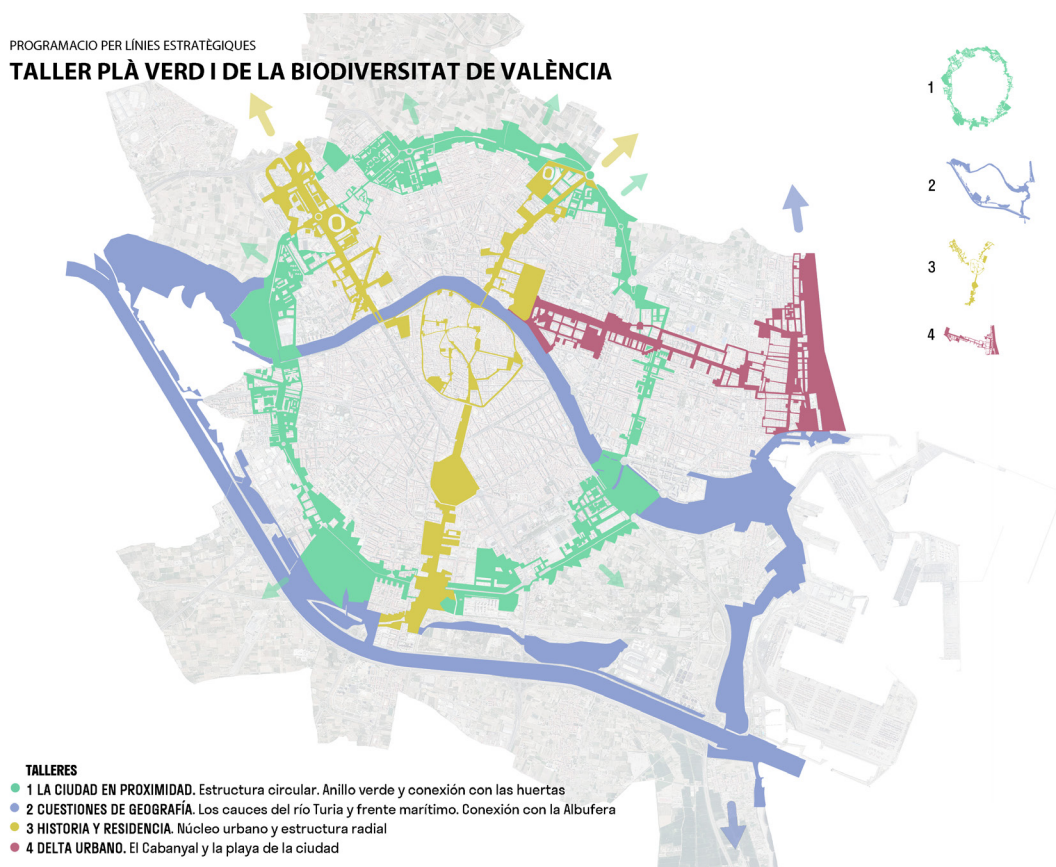 PROGRAMACIO PER LÍNIES ESTRATÈGIQUES
TALLER PLÀ VERD I DE LA BIODIVERSITAT DE VALÈNCIA
1
2
3
4
TALLERES
1 LA CIUDAD EN PROXIMIDAD. Estructura circular. Anillo verde y conexión con las huertas
2 CUESTIONES DE GEOGRAFÍA. Los cauces del río Turia y frente marítimo. Conexión con la Albufera
3 HISTORIA Y RESIDENCIA. Núcleo urbano y estructura radial
4 DELTA URBANO. El Cabanyal y la playa de la ciudad